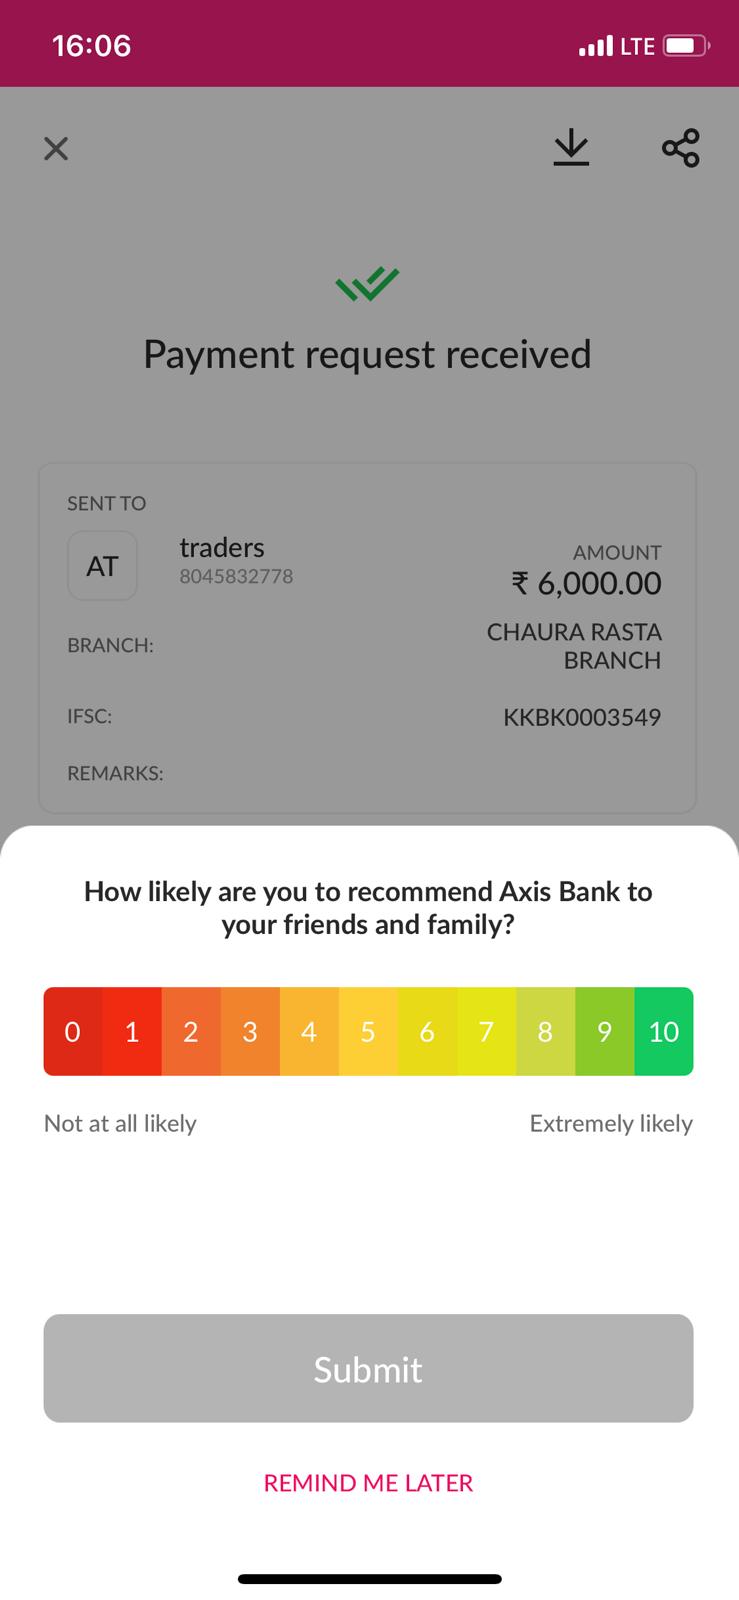 16:06
LTE
Payment request received
SENT TO
AT
traders
8045832778
AMOUNT
₹ 6,000.00
BRANCH:
CHAURA RASTA
BRANCH
IFSC:
KKBK0003549
REMARKS:
How likely are you to recommend Axis Bank to
your friends and family?
0 1 2 3 4 5 6 7 8 9 10
Not at all likely
Extremely likely
Submit
REMIND ME LATER